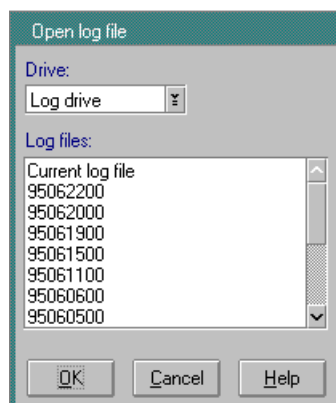 Open log file
Drive:
Log drive
Log files:
Current log file
95062200
95062000
95061900
95061500
95061100
95060600
95060500
OK
Cancel
Help